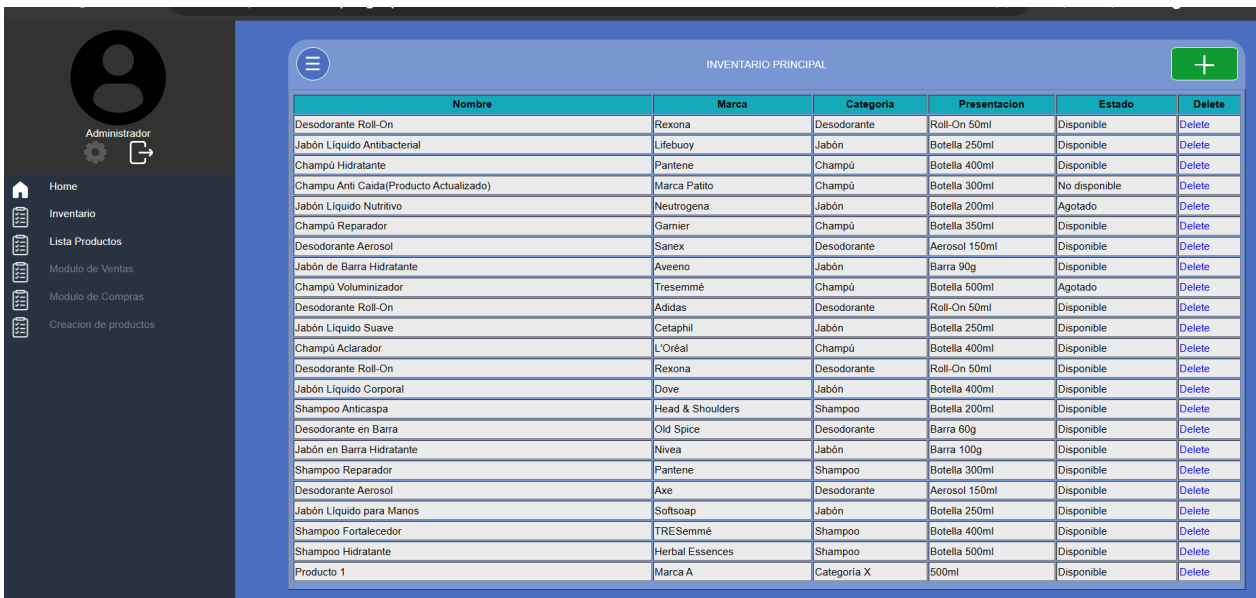 Administrador
Home
Inventario
Lista Productos
Modulo de Ventas
Modulo de Compras
Creacion de productos
INVENTARIO PRINCIPAL
Nombre Marca Categoria Presentacion Estado Delete
Desodorante Roll-On Rexona Desodorante Roll-On 50ml Disponible Delete
Jabón Líquido Antibacterial Lifebuoy Jabón Botella 250ml Disponible Delete
Champú Hidratante Pantene Champú Botella 400ml Disponible Delete
Champu Anti Caida(Producto Actualizado) Marca Patito Champú Botella 300ml No disponible Delete
Jabón Líquido Nutritivo Neutrogena Jabón Botella 200ml Agotado Delete
Champú Reparador Garnier Champú Botella 350ml Disponible Delete
Desodorante Aerosol Sanex Desodorante Aerosol 150ml Disponible Delete
Jabón de Barra Hidratante Aveeno Jabón Barra 90g Disponible Delete
Champú Voluminizador Tresemmé Champú Botella 500ml Agotado Delete
Desodorante Roll-On Adidas Desodorante Roll-On 50ml Disponible Delete
Jabón Líquido Suave Cetaphil Jabón Botella 250ml Disponible Delete
Champú Aclarador L'Oréal Champú Botella 400ml Disponible Delete
Desodorante Roll-On Rexona Desodorante Roll-On 50ml Disponible Delete
Jabón Líquido Corporal Dove Jabón Botella 400ml Disponible Delete
Shampoo Anticaspa Head & Shoulders Shampoo Botella 200ml Disponible Delete
Desodorante en Barra Old Spice Desodorante Barra 60g Disponible Delete
Jabón en Barra Hidratante Nivea Jabón Barra 100g Disponible Delete
Shampoo Reparador Pantene Shampoo Botella 300ml Disponible Delete
Desodorante Aerosol Axe Desodorante Aerosol 150ml Disponible Delete
Jabón Líquido para Manos Softsoap Jabón Botella 250ml Disponible Delete
Shampoo Fortalecedor TRESemmé Shampoo Botella 400ml Disponible Delete
Shampoo Hidratante Herbal Essences Shampoo Botella 500ml Disponible Delete
Producto 1 Marca A Categoría X 500ml Disponible Delete